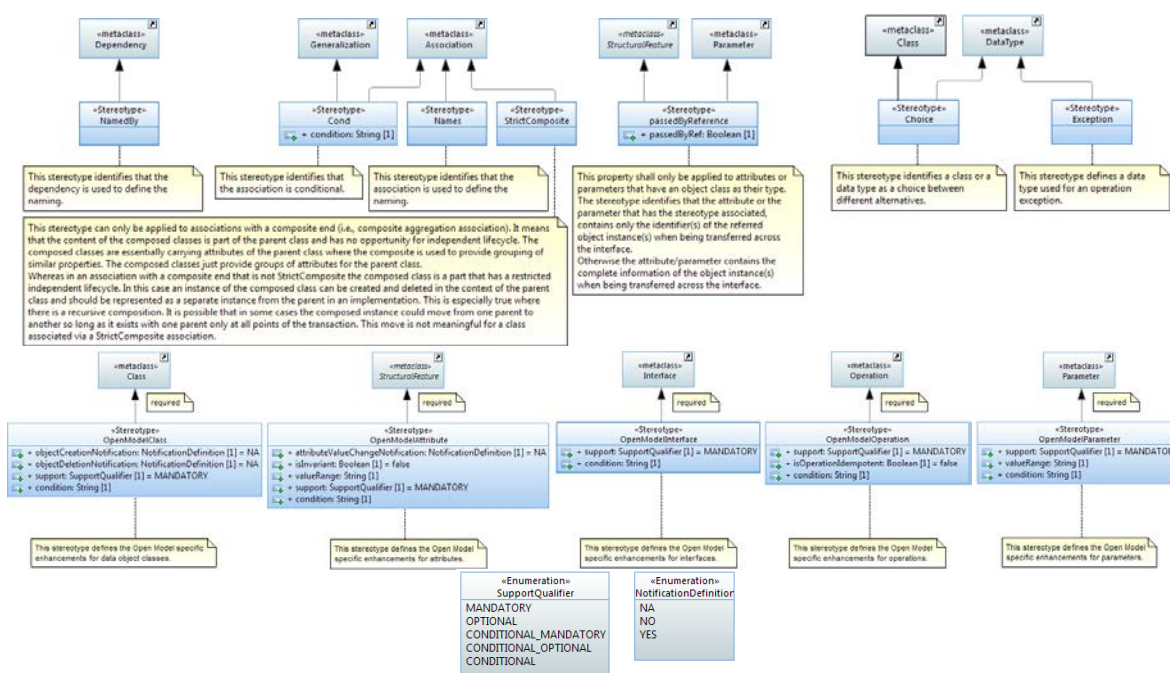 «metaclass»
Dependency
«metaclass»
Generalization
«metaclass»
Association
«metaclass»
StructuralFeature
«metaclass»
Parameter
«metaclass»
Class
«metaclass»
DataType
«Stereotype»
NamedBy
«Stereotype»
Cond
+ condition: String [1]
«Stereotype»
Names
«Stereotype»
StrictComposite
«Stereotype»
passedByReference
+ passedByRef: Boolean [1]
«Stereotype»
Choice
«Stereotype»
Exception
This stereotype identifies that the
dependency is used to define the
naming.
This stereotype identifies that
the association is conditional.
This stereotype identifies that the
association is used to define the
naming.
This property shall only be applied to attributes or
parameters that have an object class as their type.
The stereotype identifies that the attribute or the
parameter that has the stereotype associated,
contains only the identifier(s) of the referred
object instance(s) when being transferred across
the interface.
Otherwise the attribute/parameter contains the
complete information of the object instance(s)
when being transferred across the interface.
This stereotype identifies a class or a
data type as a choice between
different alternatives.
This stereotype defines a data
type used for an operation
exception.
This stereotype can only be applied to associations with a composite end (i.e., composite aggregation association). It means
that the content of the composed classes is part of the parent class and has no opportunity for independent lifecycle. The
composed classes are essentially carrying attributes of the parent class where the composite is used to provide grouping of
similar properties. The composed classes just provide groups of attributes for the parent class.
Whereas in an association with a composite end that is not StrictComposite the composed class is a part that has a restricted
independent lifecycle. In this case an instance of the composed class can be created and deleted in the context of the parent
class and should be represented as a separate instance from the parent in an implementation. This is especially true where
there is a recursive composition. It is possible that in some cases the composed instance could move from one parent to
another so long as it exists with one parent only at all points of the transaction. This move is not meaningful for a class
associated via a StrictComposite association.
«metaclass»
Class
required
«metaclass»
StructuralFeature
required
«metaclass»
Interface
required
«metaclass»
Operation
required
«metaclass»
Parameter
required
«Stereotype»
OpenModelClass
+ objectCreationNotification: NotificationDefinition [1] = NA
+ objectDeletionNotification: NotificationDefinition [1] = NA
+ support: SupportQualifier [1] = MANDATORY
+ condition: String [1]
«Stereotype»
OpenModelAttribute
+ attributeValueChangeNotification: NotificationDefinition [1] = NA
+ isInvariant: Boolean [1] = false
+ valueRange: String [1]
+ support: SupportQualifier [1] = MANDATORY
+ condition: String [1]
«Stereotype»
OpenModelInterface
+ support: SupportQualifier [1] = MANDATORY
+ condition: String [1]
«Stereotype»
OpenModelOperation
+ support: SupportQualifier [1] = MANDATORY
+ isOperationIdempotent: Boolean [1] = false
+ condition: String [1]
«Stereotype»
OpenModelParameter
+ support: SupportQualifier [1] = MANDATORY
+ valueRange: String [1]
+ condition: String [1]
This stereotype defines the Open Model specific
enhancements for data object classes.
This stereotype defines the Open Model
specific enhancements for attributes.
This stereotype defines the Open Model
specific enhancements for interfaces.
This stereotype defines the Open Model
specific enhancements for operations.
This stereotype defines the Open Model
specific enhancements for parameters.
«Enumeration»
SupportQualifier
MANDATORY
OPTIONAL
CONDITIONAL_MANDATORY
CONDITIONAL_OPTIONAL
CONDITIONAL
«Enumeration»
NotificationDefinition
NA
NO
YES